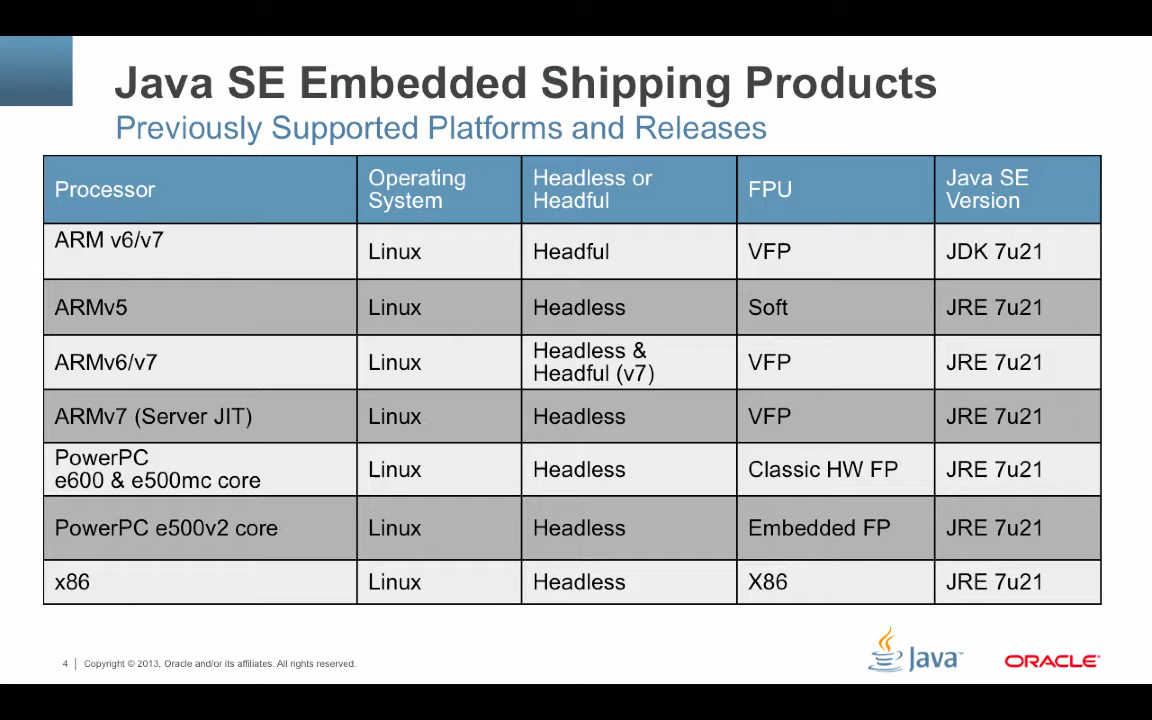 Java SE Embedded Shipping Products
Previously Supported Platforms and Releases
Processor
Operating
System
Headless or
Headful
FPU
Java SE
Version
ARM v6/v7
Linux
Headful
VFP
JDK 7u21
ARMv5
Linux
Headless
Soft
JRE 7u21
ARMv6/v7
Linux
Headless &
Headful (v7)
VFP
JRE 7u21
ARMv7 (Server JIT)
Linux
Headless
VFP
JRE 7u21
PowerPC
e600 & e500mc core
Linux
Headless
Classic HW FP
JRE 7u21
PowerPC e500v2 core
Linux
Headless
Embedded FP
JRE 7u21
x86
Linux
Headless
X86
JRE 7u21
4 | Copyright © 2013, Oracle and/or its affiliates. All rights reserved.
Java™
ORACLE®